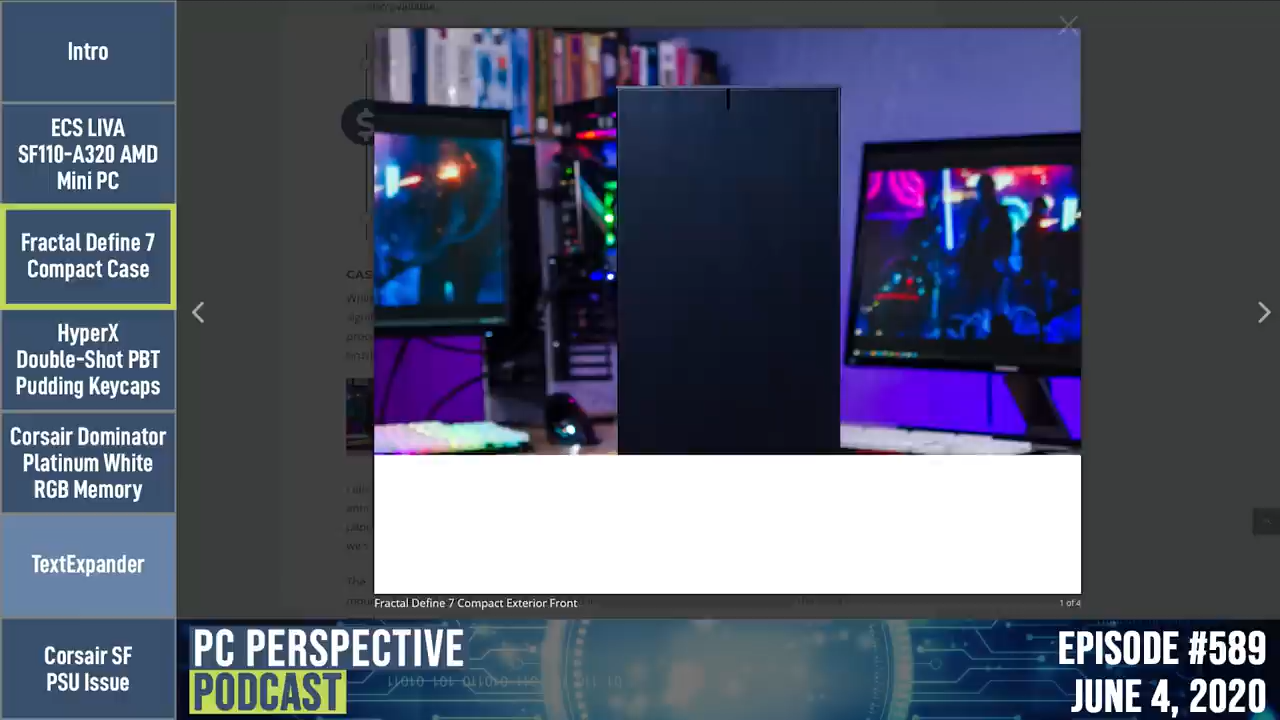 Intro
ECS LIVA
SF110-A320 AMD
Mini PC
Fractal Define 7
Compact Case
HyperX
Double-Shot PBT
Pudding Keycaps
Corsair Dominator
Platinum White
RGB Memory
TextExpander
Corsair SF
PSU Issue
$
CAS
The
Fractal Define 7 Compact Exterior Front
1 of 4
PC PERSPECTIVE
PODCAST
EPISODE #589
JUNE 4, 2020